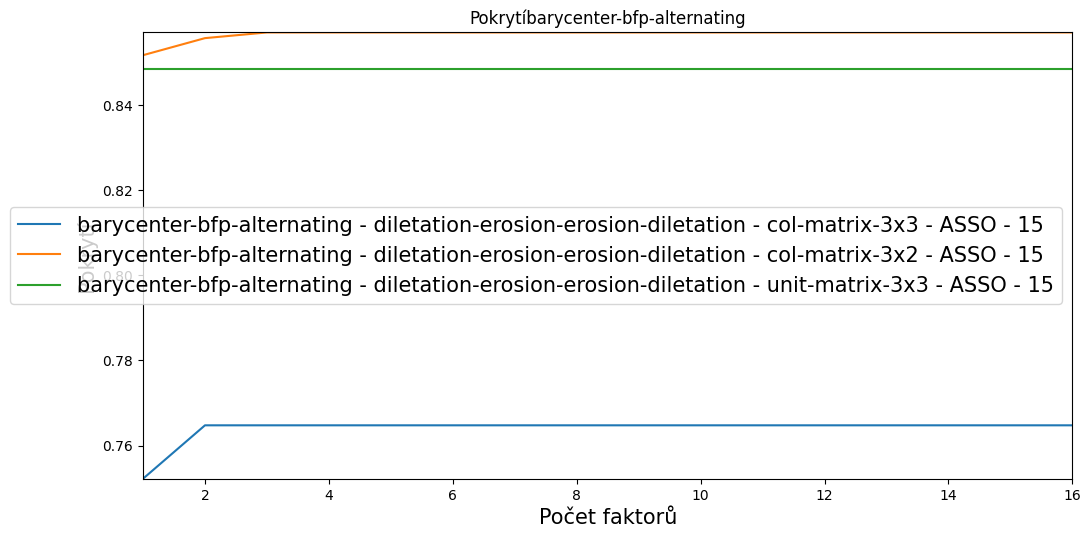 Pokrytíbarycenter-bfp-alternating
0.84
0.82
0.80
0.78
0.76
barycenter-bfp-alternating - diletation-erosion-erosion-diletation - col-matrix-3x3 - ASSO - 15
barycenter-bfp-alternating - diletation-erosion-erosion-diletation - col-matrix-3x2 - ASSO - 15
barycenter-bfp-alternating - diletation-erosion-erosion-diletation - unit-matrix-3x3 - ASSO - 15
2 4 6 8 10 12 14 16
Počet faktorů